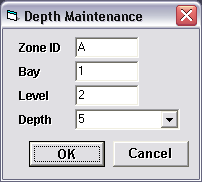 Depth Maintenance
Zone ID A
Bay 1
Level 2
Depth 5
OK Cancel